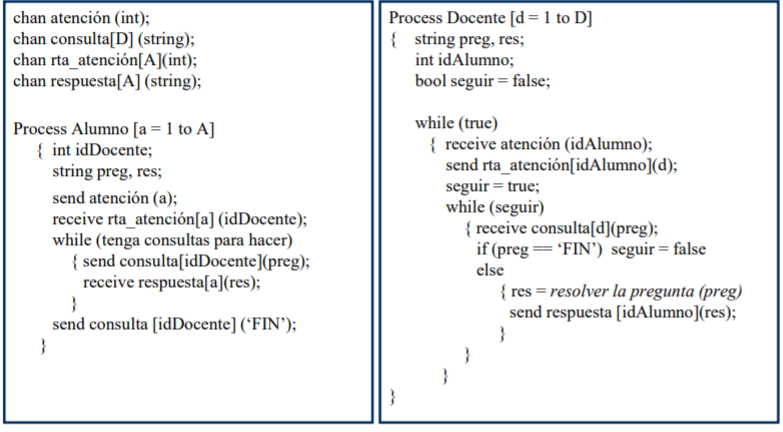 chan atención (int);
chan consulta[D] (string);
chan rta_atención[A](int);
chan respuesta[A] (string);
Process Alumno [a = 1 to A]
{ int idDocente;
string preg, res;
send atención (a);
receive rta_atención[a] (idDocente);
while (tenga consultas para hacer)
{ send consulta[idDocente](preg);
receive respuesta[a](res);
}
send consulta [idDocente] (‘FIN’);
}
Process Docente [d = 1 to D]
{ string preg, res;
int idAlumno;
bool seguir = false;
while (true)
{ receive atención (idAlumno);
send rta_atención[idAlumno](d);
seguir = true;
while (seguir)
{ receive consulta[d](preg);
if (preg == ‘FIN’) seguir = false
else
{ res = resolver la pregunta (preg)
send respuesta [idAlumno](res);
}
}
}
}